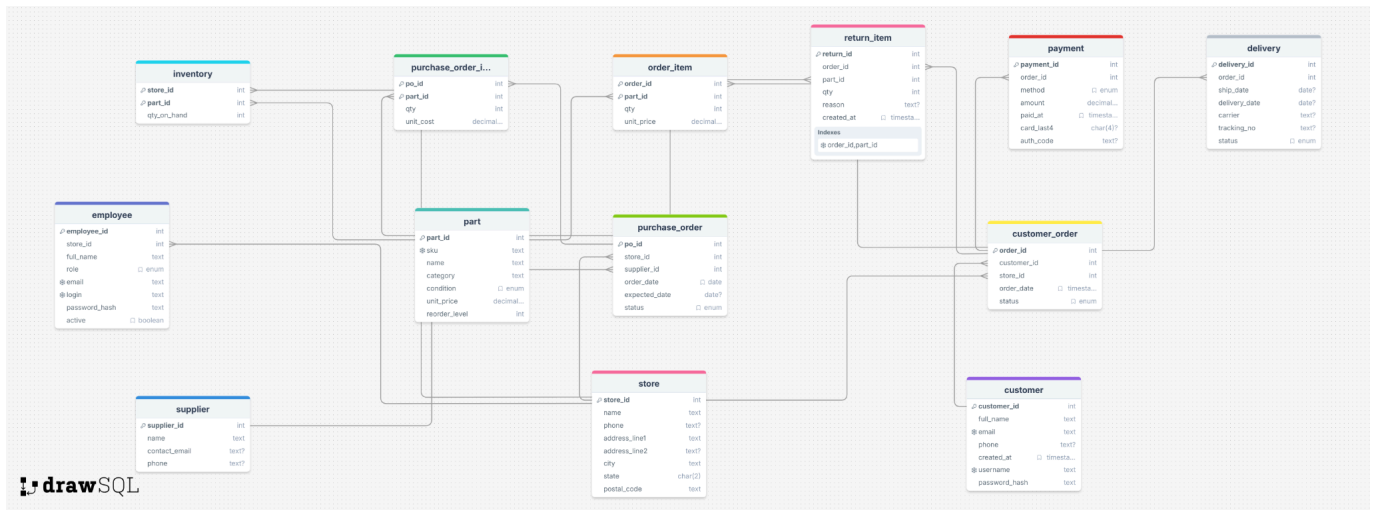 inventory
store_id int
part_id int
qty_on_hand int
purchase_order_i...
po_id int
part_id int
qty int
unit_cost decimal...
order_item
order_id int
part_id int
qty int
unit_price decimal...
return_item
return_id int
order_id int
part_id int
qty int
reason text?
created_at timesta...
Indexes
order_id,part_id
payment
payment_id int
order_id int
method enum
amount decimal...
paid_at timesta...
card_last4 char(4)?
auth_code text?
delivery
delivery_id int
order_id int
ship_date date?
delivery_date date?
carrier text?
tracking_no text?
status enum
employee
employee_id int
store_id int
full_name text
role enum
email text
login text
password_hash text
active boolean
part
part_id int
sku text
name text
category text
condition enum
unit_price decimal...
reorder_level int
purchase_order
po_id int
store_id int
supplier_id int
order_date date
expected_date date?
status enum
customer_order
order_id int
customer_id int
store_id int
order_date timesta...
status enum
supplier
supplier_id int
name text
contact_email text?
phone text?
store
store_id int
name text
phone text?
address_line1 text
address_line2 text?
city text
state char(2)
postal_code text
customer
customer_id int
full_name text
email text
phone text?
created_at timesta...
username text
password_hash text
drawSQL